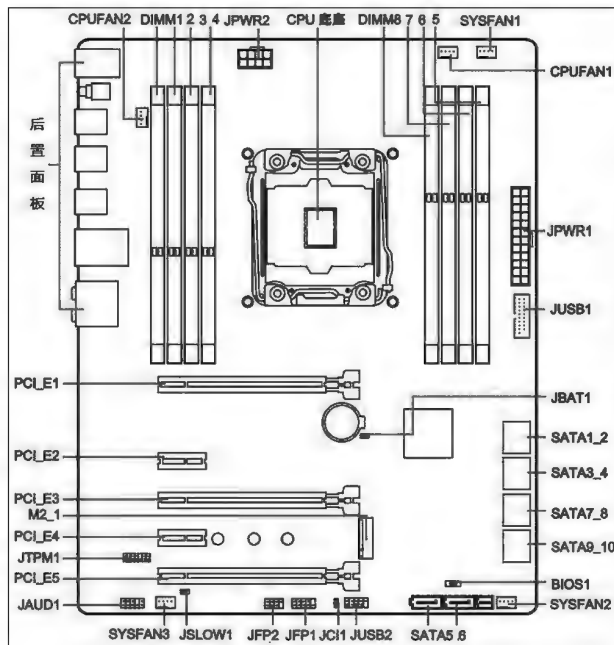 CPUFAN2 DIMM1 2 3 4 JPWR2 CPU 底座 DIMM8 7 6 5 SYSFAN1
CPUFAN1
后置面板
JPWR1
JUSB1
PCI_E1
JBAT1
SATA1_2
PCI_E2
SATA3_4
PCI_E3
M2_1
SATA7_8
PCI_E4
SATA9_10
JTPM1
PCI_E5
BIOS1
JAUD1
SYSFAN2
SYSFAN3 JSLOW1 JFP2 JFP1 JCI1 JUSB2 SATA5_6